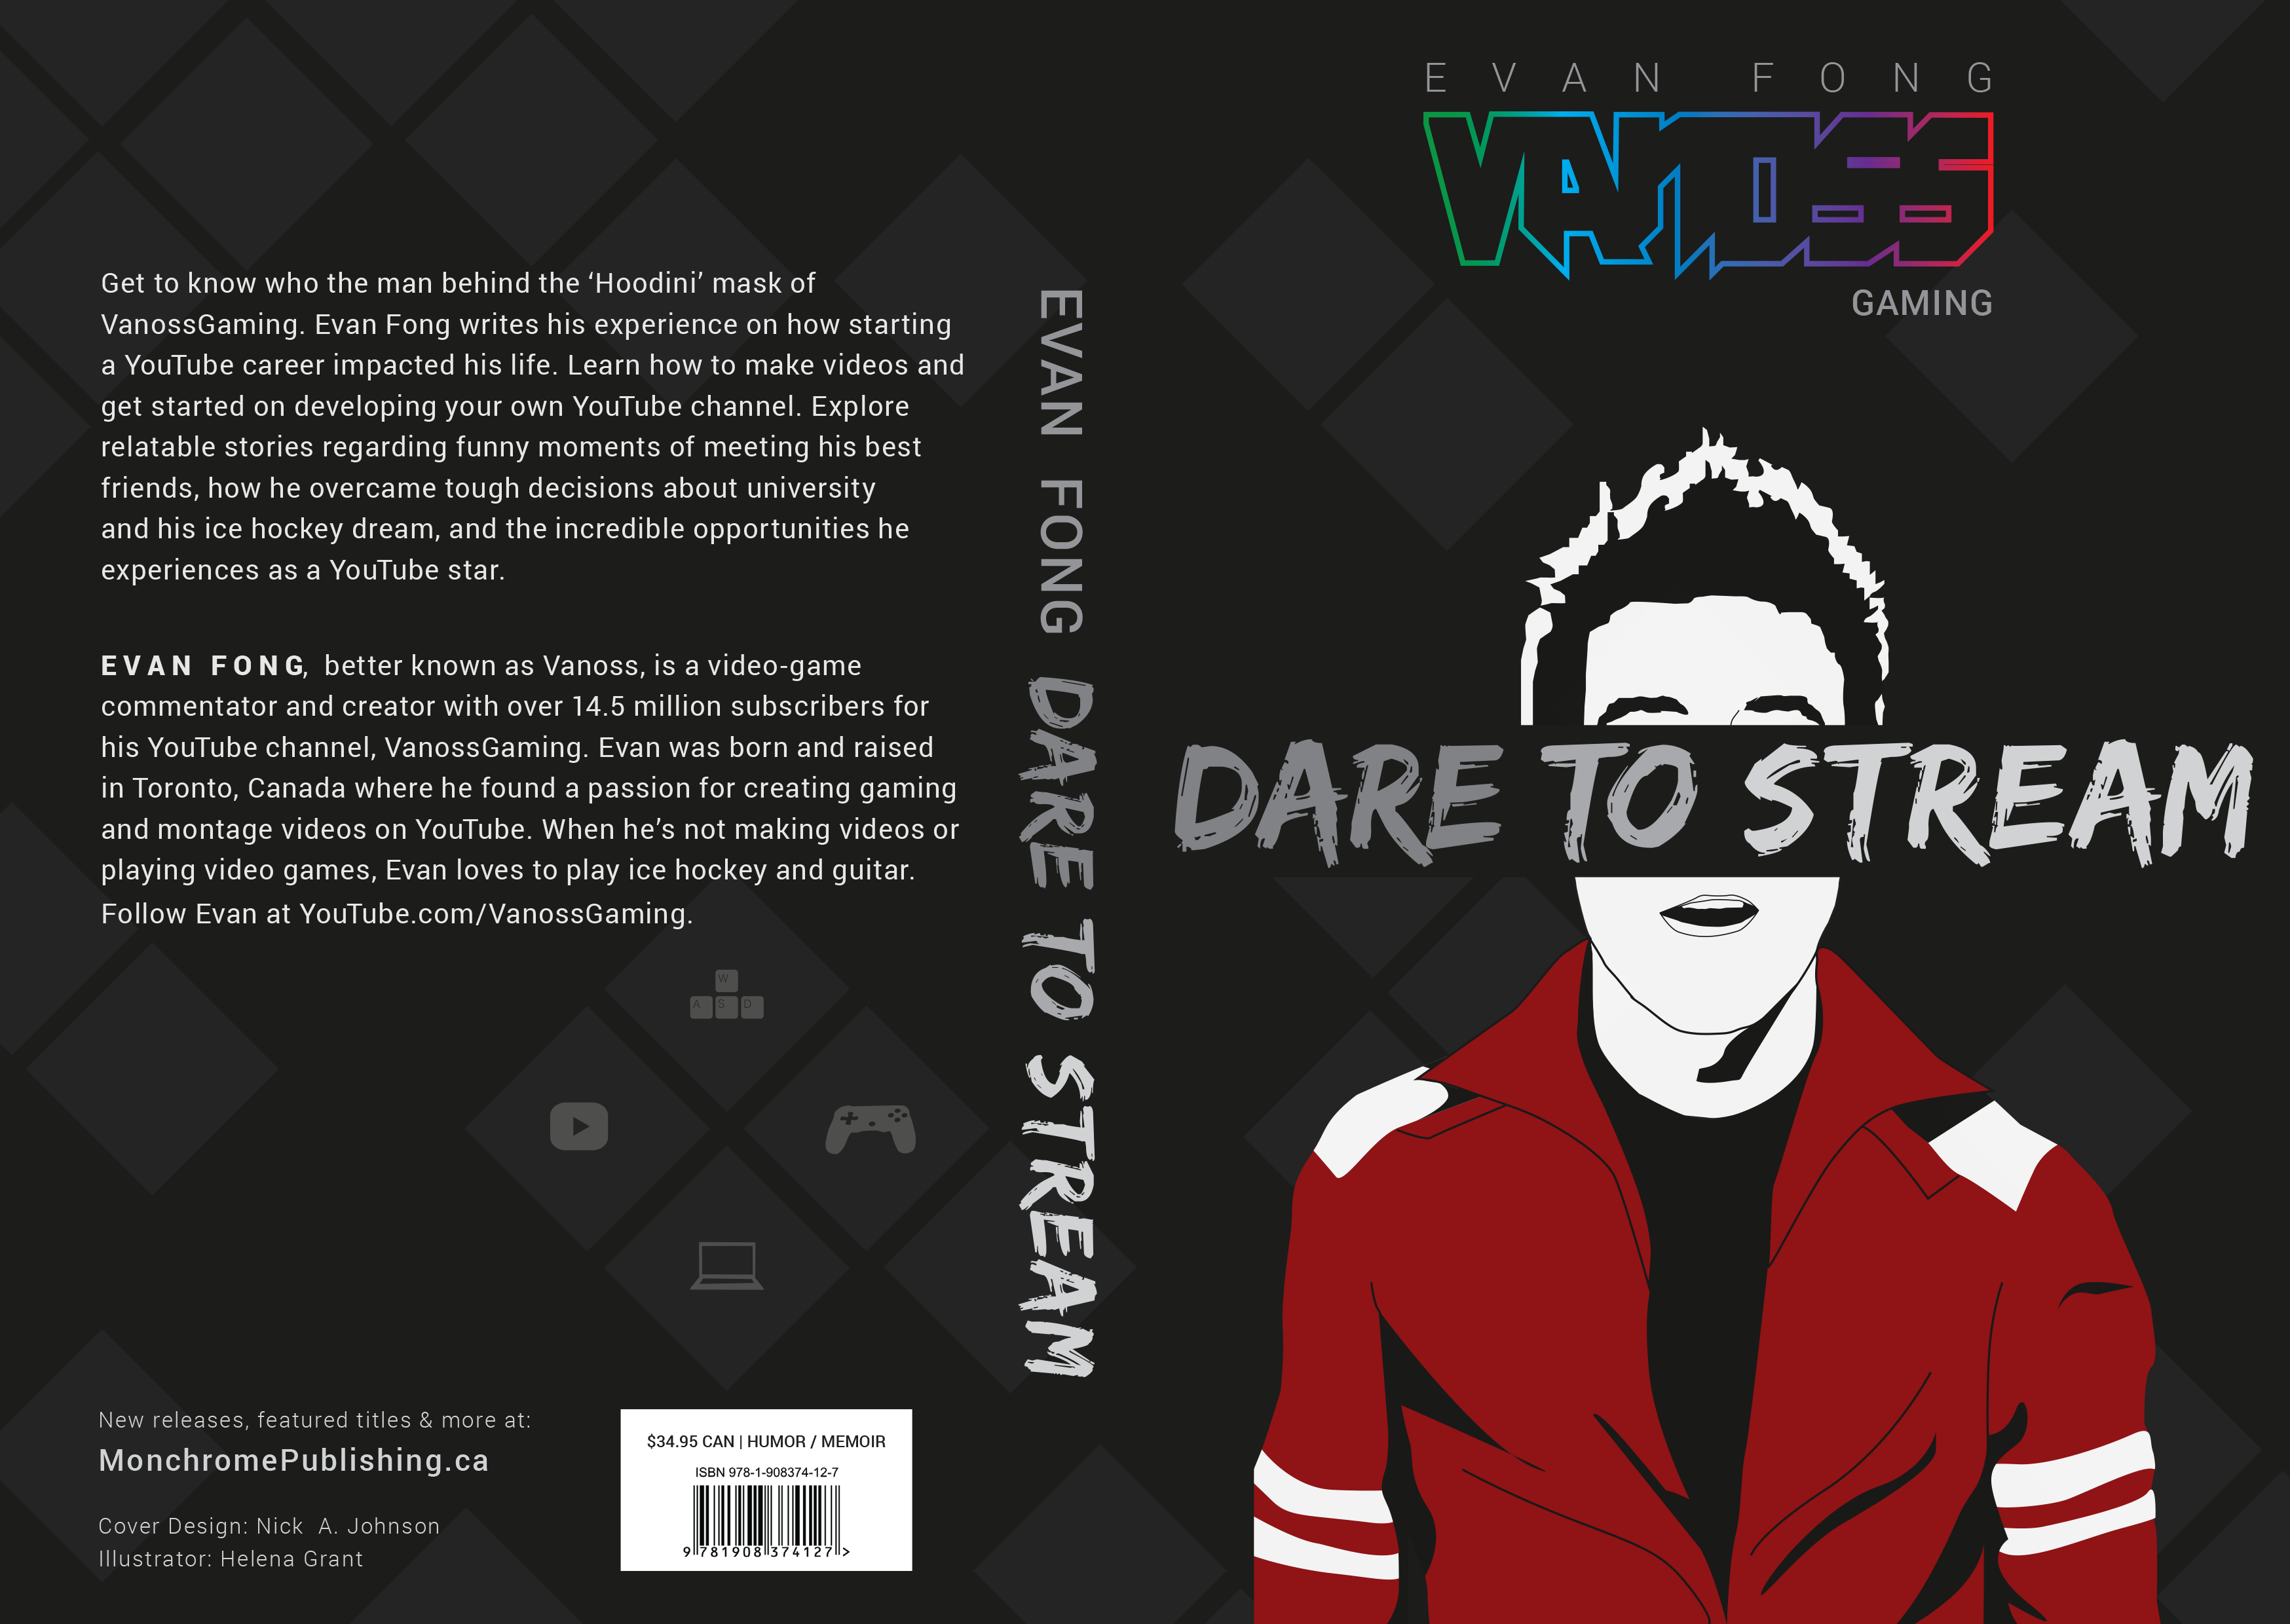 Get to know who the man behind the ‘Hoodini’ mask of
VanossGaming. Evan Fong writes his experience on how starting
a YouTube career impacted his life. Learn how to make videos and
get started on developing your own YouTube channel. Explore
relatable stories regarding funny moments of meeting his best
friends, how he overcame tough decisions about university
and his ice hockey dream, and the incredible opportunities he
experiences as a YouTube star.
EVAN FONG, better known as Vanoss, is a video-game
commentator and creator with over 14.5 million subscribers for
his YouTube channel, VanossGaming. Evan was born and raised
in Toronto, Canada where he found a passion for creating gaming
and montage videos on YouTube. When he’s not making videos or
playing video games, Evan loves to play ice hockey and guitar.
Follow Evan at YouTube.com/VanossGaming.
W
A S D
New releases, featured titles & more at:
MonchromePublishing.ca
Cover Design: Nick A. Johnson
Illustrator: Helena Grant
$34.95 CAN | HUMOR / MEMOIR
ISBN 978-1-908374-12-7
9 781908 374127 >
EVAN FONG DARE TO STREAM
EVAN FONG
VANOSS
GAMING
DARE TO STREAM